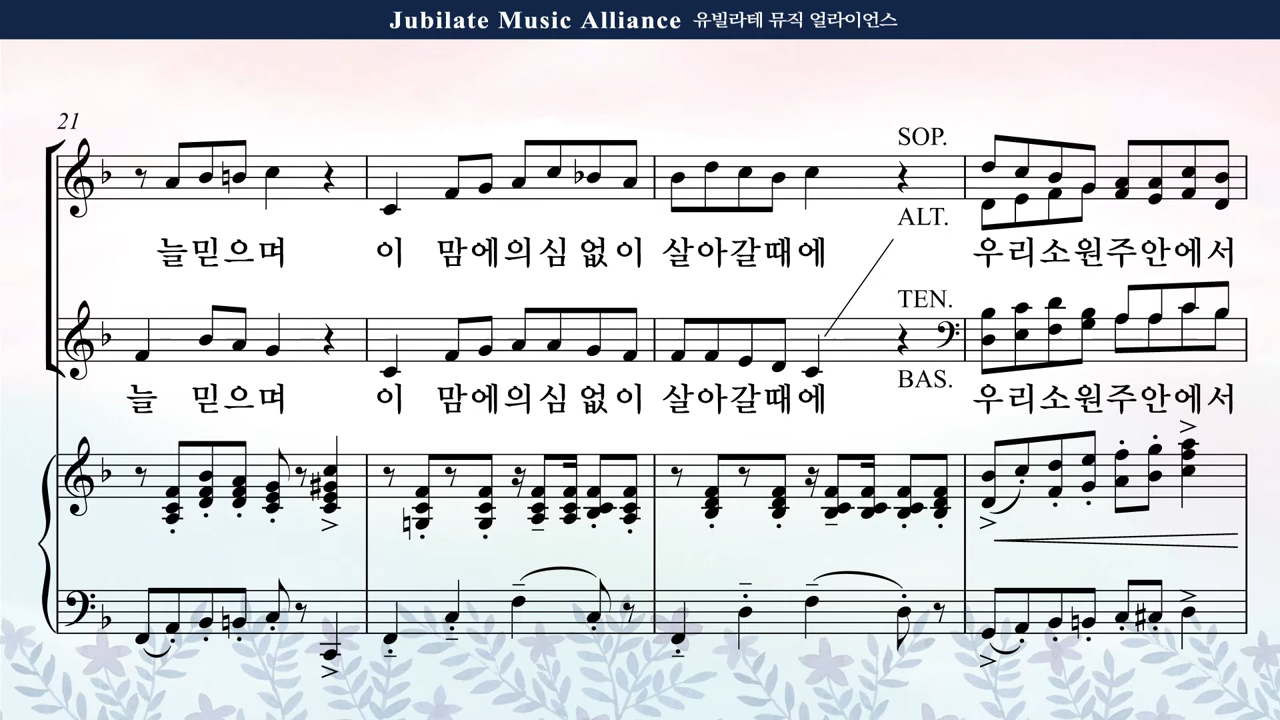 Jubilate Music Alliance 유빌라테 뮤직 얼라이언스
21
SOP.
ALT.
늘믿으며 이 맘에의심 없이 살아갈때에 우리소원주안에서
TEN.
BAS.
늘 믿으며 이 맘에의심 없이 살아갈때에 우리소원주안에서